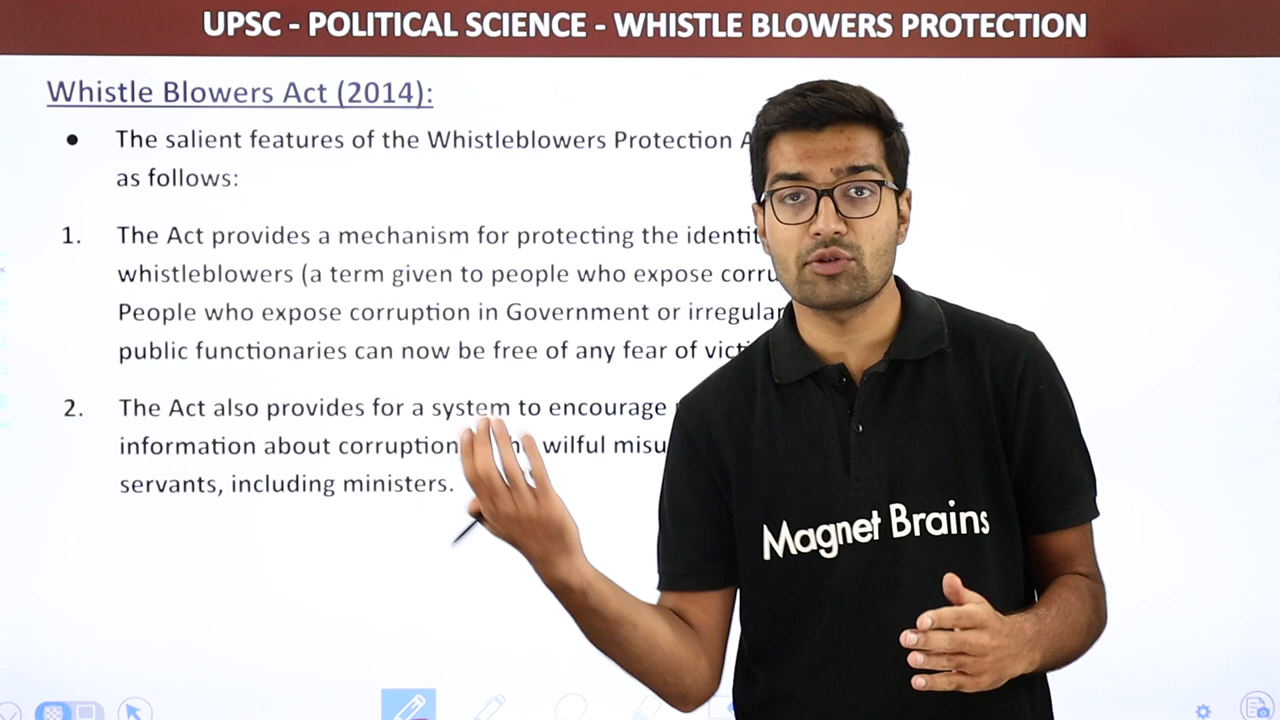 UPSC - POLITICAL SCIENCE - WHISTLE BLOWERS PROTECTION
Whistle Blowers Act (2014):
• The salient features of the Whistleblowers Protection
as follows:
1. The Act provides a mechanism for protecting the
whistleblowers (a term given to people who expose
People who expose corruption in Government or
public functionaries can now be free of any fear of
2. The Act also provides for a system to encourage
information about corruption wilful
servants, including ministers.
Magnet Brains